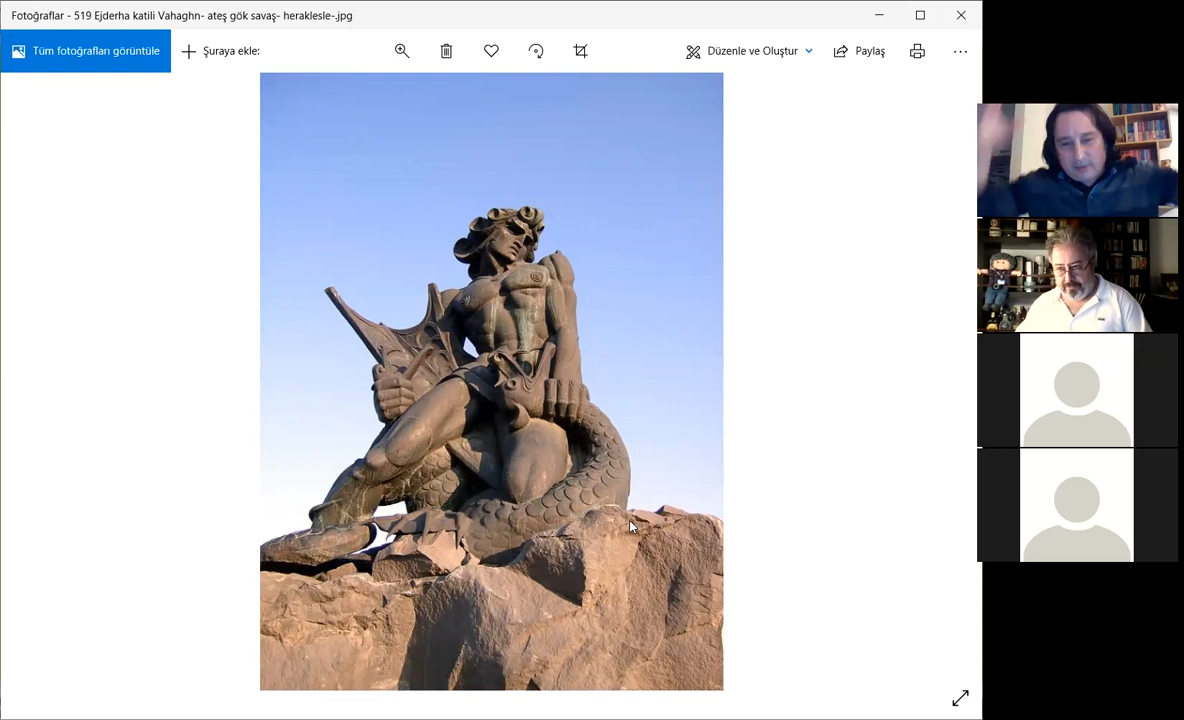 Fotoğraflar - 519 Ejderha katili Vahaghn- ateş gök savaş- heraklesle-.jpg
Tüm fotoğrafları görüntüle
Şuraya ekle:
Düzenle ve Oluştur
Paylaş